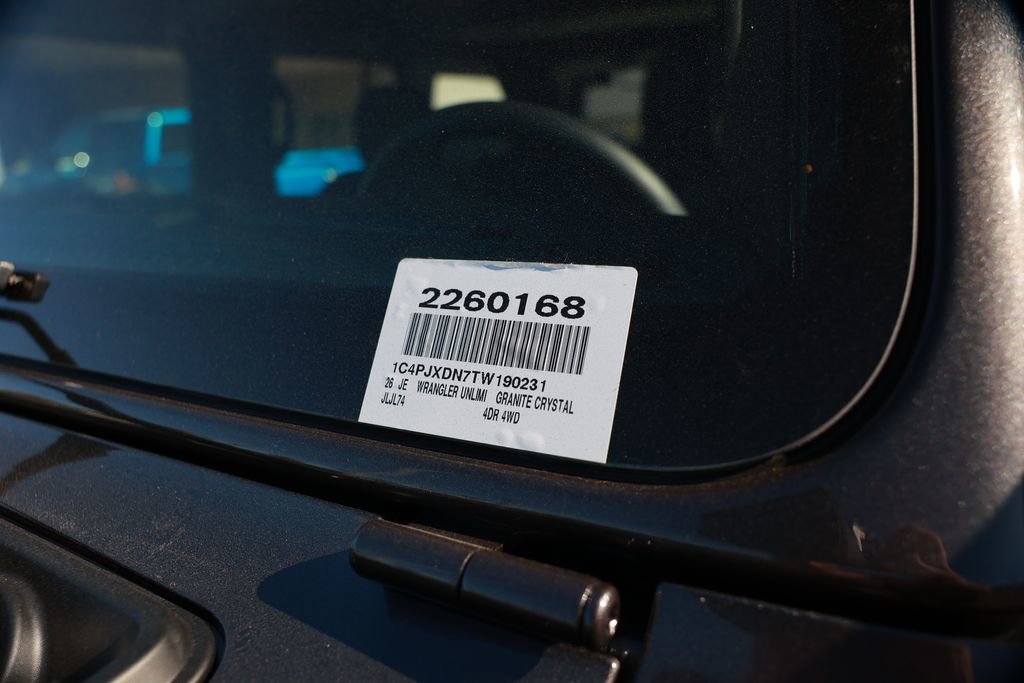 2260168
1C4PJXDN7TW190231
26 JE WRANGLER UNLIMI GRANITE CRYSTAL
JLJL74 4DR 4WD